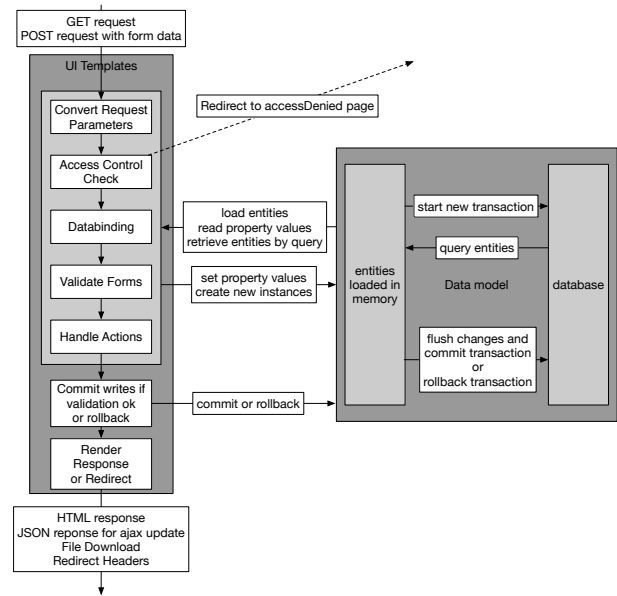 GET request
POST request with form data
UI Templates
Convert Request
Parameters
Redirect to accessDenied page
Access Control
Check
Databinding
load entities
read property values
retrieve entities by query
Validate Forms
set property values
create new instances
Handle Actions
Commit writes if
validation ok
or rollback
commit or rollback
Render
Response
or Redirect
HTML response
JSON reponse for ajax update
File Download
Redirect Headers
entities
loaded in
memory
start new transaction
query entities
Data model
flush changes and
commit transaction
or
rollback transaction
database